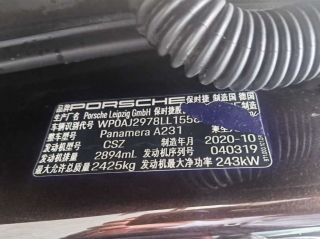 品牌 PORSCHE 保时捷 制造国 德国
生产厂名 Porsche Leipzig GmbH 保时捷
车辆识别代号 WP0AJ2978LL1556
整车型号 Panamera A231
发动机型号 CSZ 制造年月 2020-10
发动机排量 2894mL 发动机序列号 040319
最大允许总质量 2425kg 发动机最大净功率 243kW